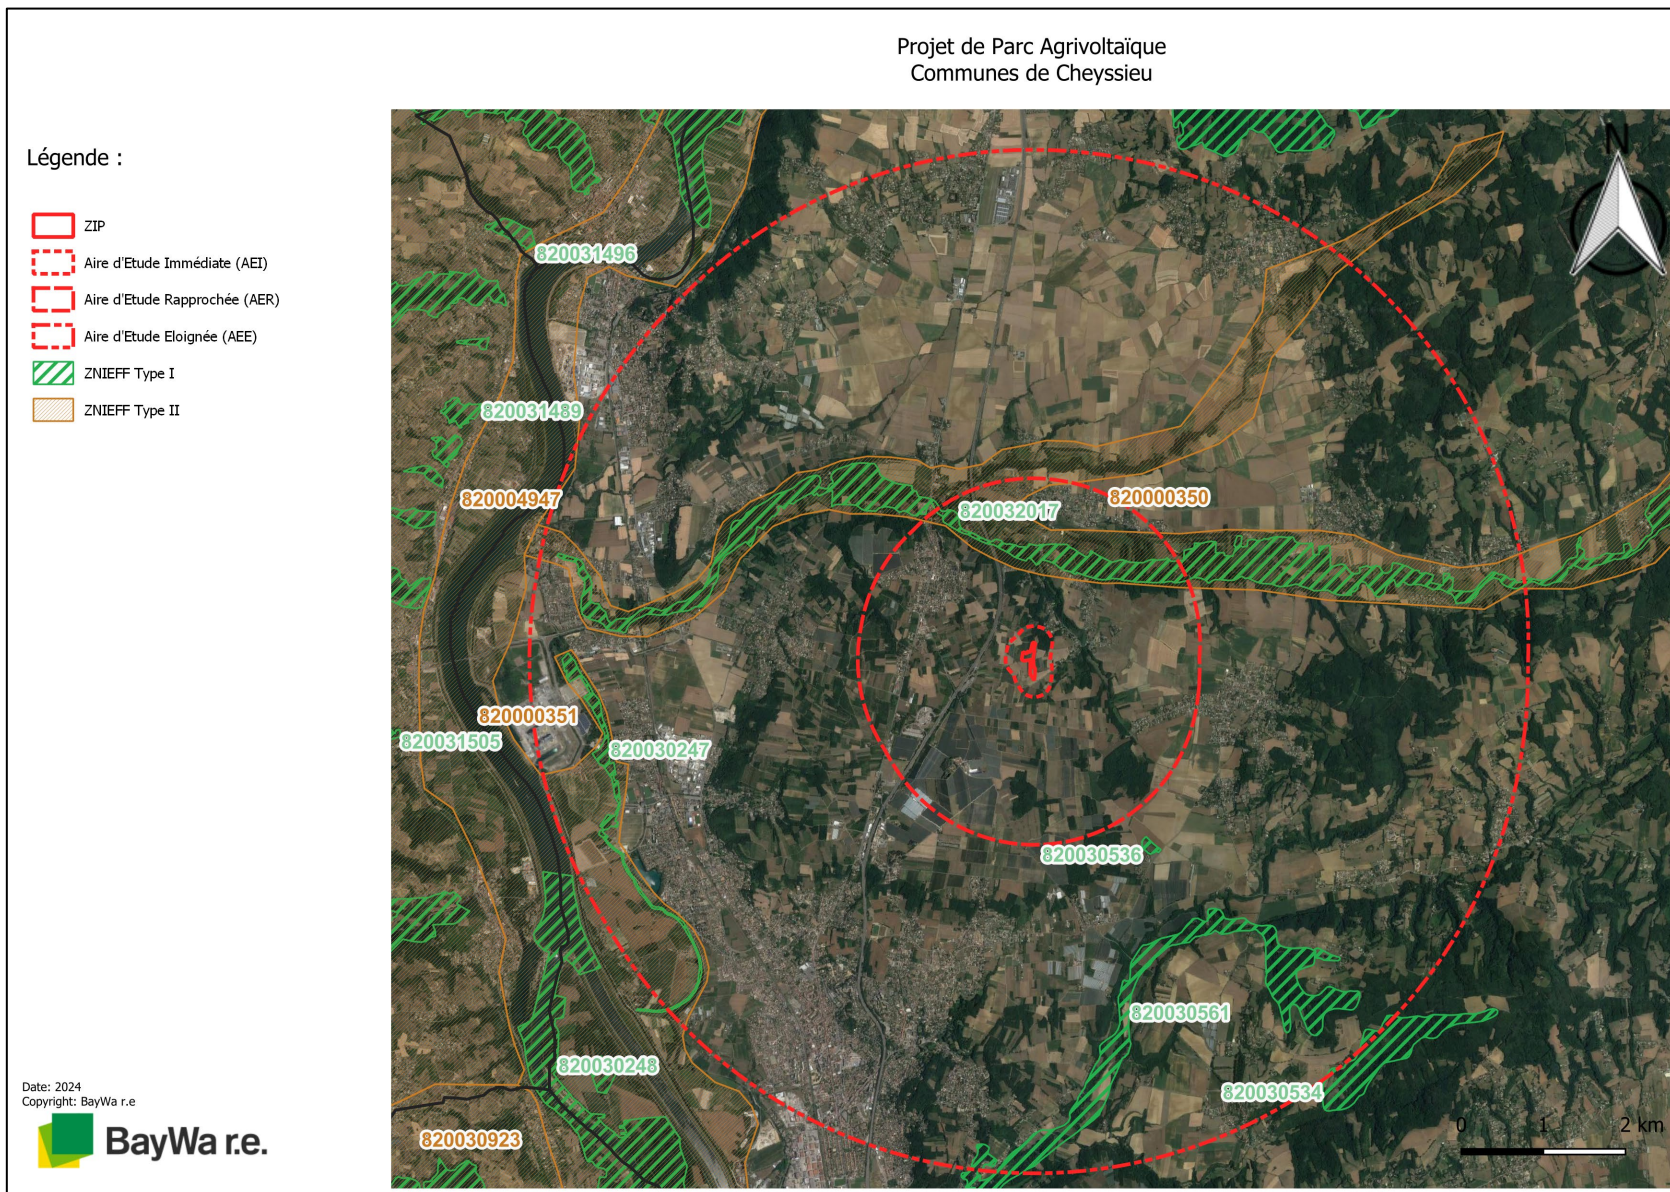 Projet de Parc Agrivoltaïque
Communes de Cheyssieu
Légende :
ZIP
Aire d'Etude Immédiate (AEI)
Aire d'Etude Rapprochée (AER)
Aire d'Etude Eloignée (AEE)
ZNIEFF Type I
ZNIEFF Type II
N
820031496
820031489
820004947
820000350
820032017
820000351
820031505
820030247
820030536
820030561
820030248
820030534
820030923
0 1 2 km
Date: 2024
Copyright: BayWa r.e
BayWa r.e.